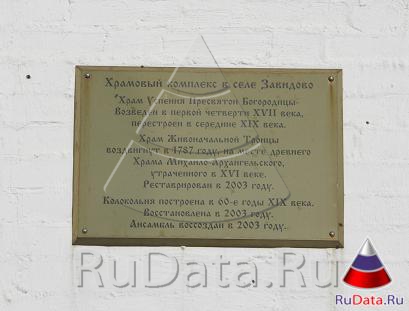 Храмовый комплекс в селе Завидово
"Храм Успения Пресвятой Богородицы-
Возведен в первой четверти XVII века,
перестроен в середине XIX века.
Храм Живоначальной Троицы
воздвигнут в 1787 году, на месте древнего
Храма Михаило-Архангельского,
утраченного в XVI веке.
Реставрирован в 2003 году.
Колокольня построена в 60-е годы XIX века.
Восстановлена в 2003 году.
Ансамбль воссоздан в 2003 году.
RuData.Ru
RuData.Ru